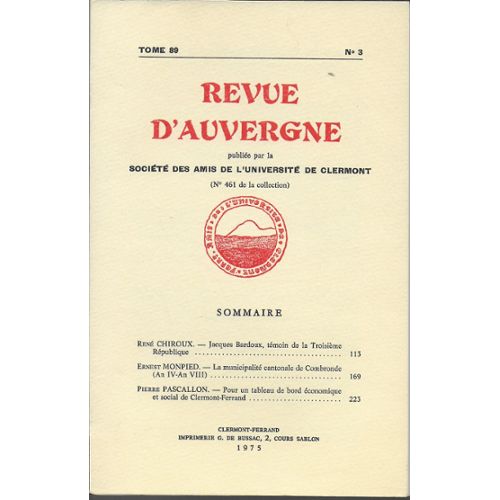 TOME 89 Nº 3
REVUE
D'AUVERGNE
publiée par la
SOCIÉTÉ DES AMIS DE L'UNIVERSITÉ DE CLERMONT
(Nº 461 de la collection)
SOMMAIRE
RENÉ CHIROUX. — Jacques Bardoux, témoin de la Troisième
République .......................................... 113
ERNEST MONPIED. — La municipalité cantonale de Combronde
(An IV-An VIII) ..................................... 169
PIERRE PASCALLON. — Pour un tableau de bord économique
et social de Clermont-Ferrand ......................... 223
CLERMONT-FERRAND
IMPRIMERIE G. DE BUSSAC, 2, COURS SABLON
1975